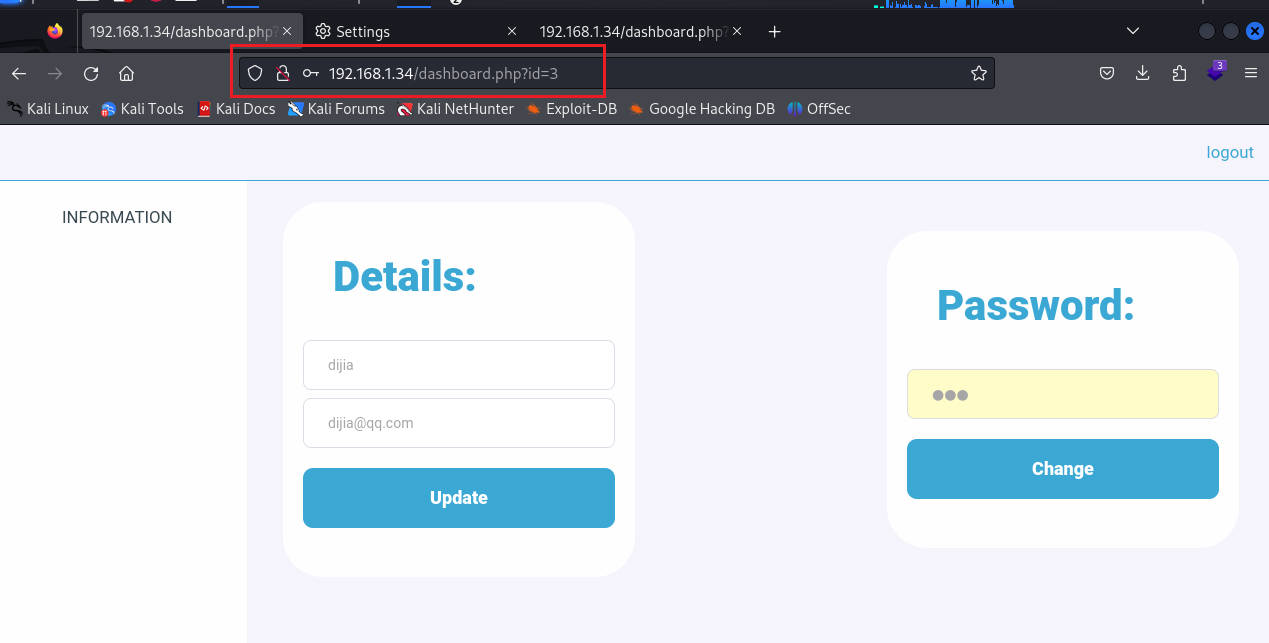 192.168.1.34/dashboard.php? Settings 192.168.1.34/dashboard.php?
192.168.1.34/dashboard.php?id=3 3
Kali Linux Kali Tools Kali Docs Kali Forums Kali NetHunter Exploit-DB Google Hacking DB OffSec
logout
INFORMATION
Details:
dijia
dijia@qq.com
Update
Password:
Change